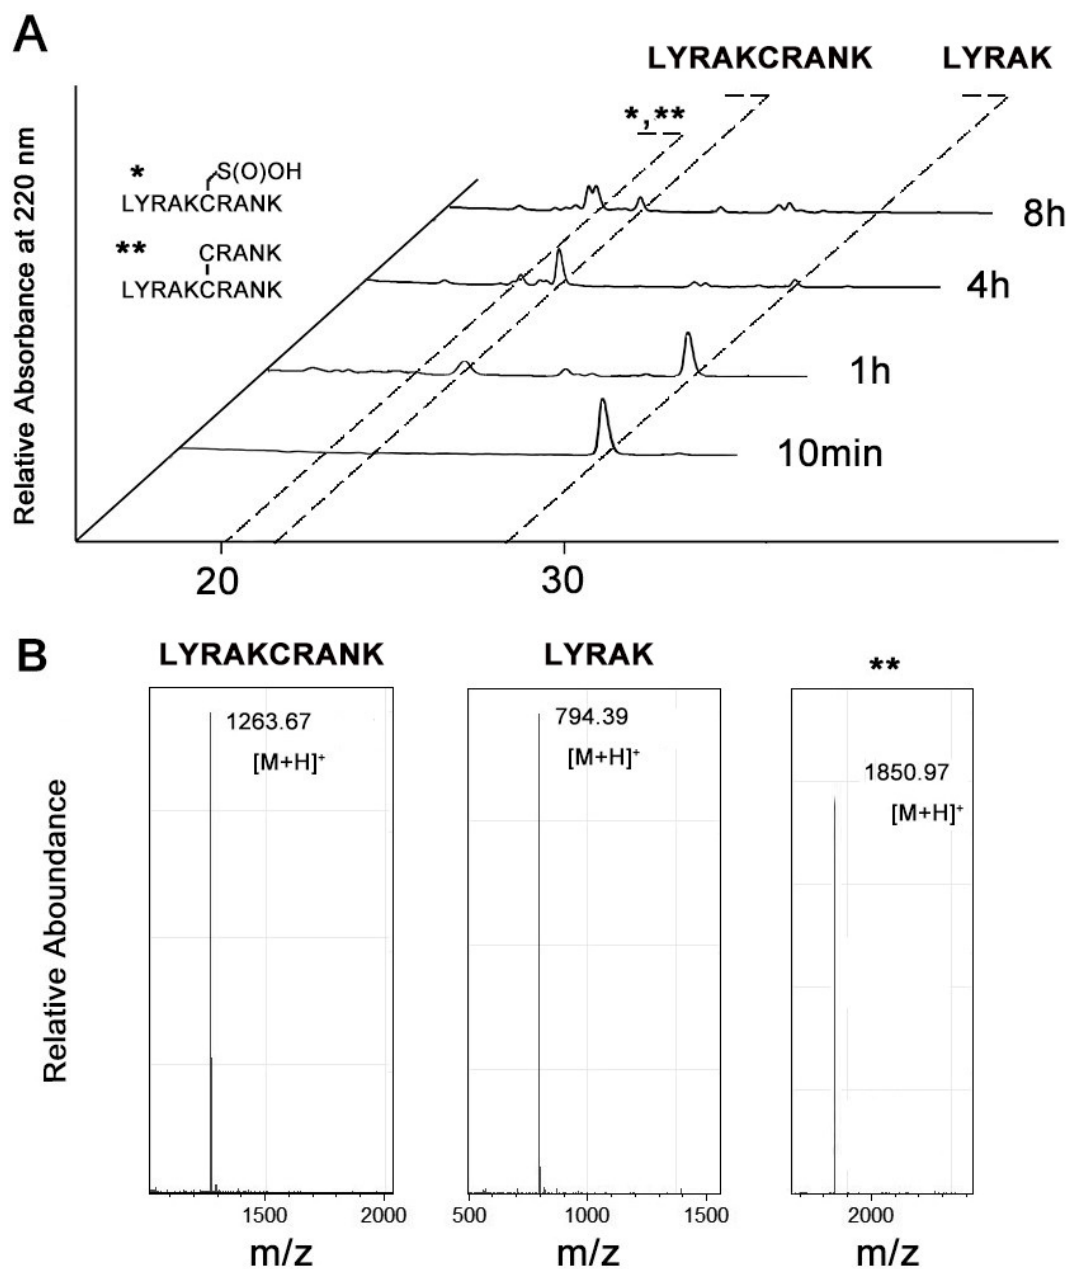 A
LYRAKCRANK LYRAK
*,**
Relative Absorbance at 220 nm
* S(O)OH
LYRAKCRANK
** CRANK
LYRAKCRANK
8h
4h
1h
10min
20 30
B
LYRAKCRANK LYRAK **
Relative Aboundance
1263.67
[M+H]+
794.39
[M+H]+
1850.97
[M+H]+
1500 2000
500 1000 1500
2000
m/z m/z m/z